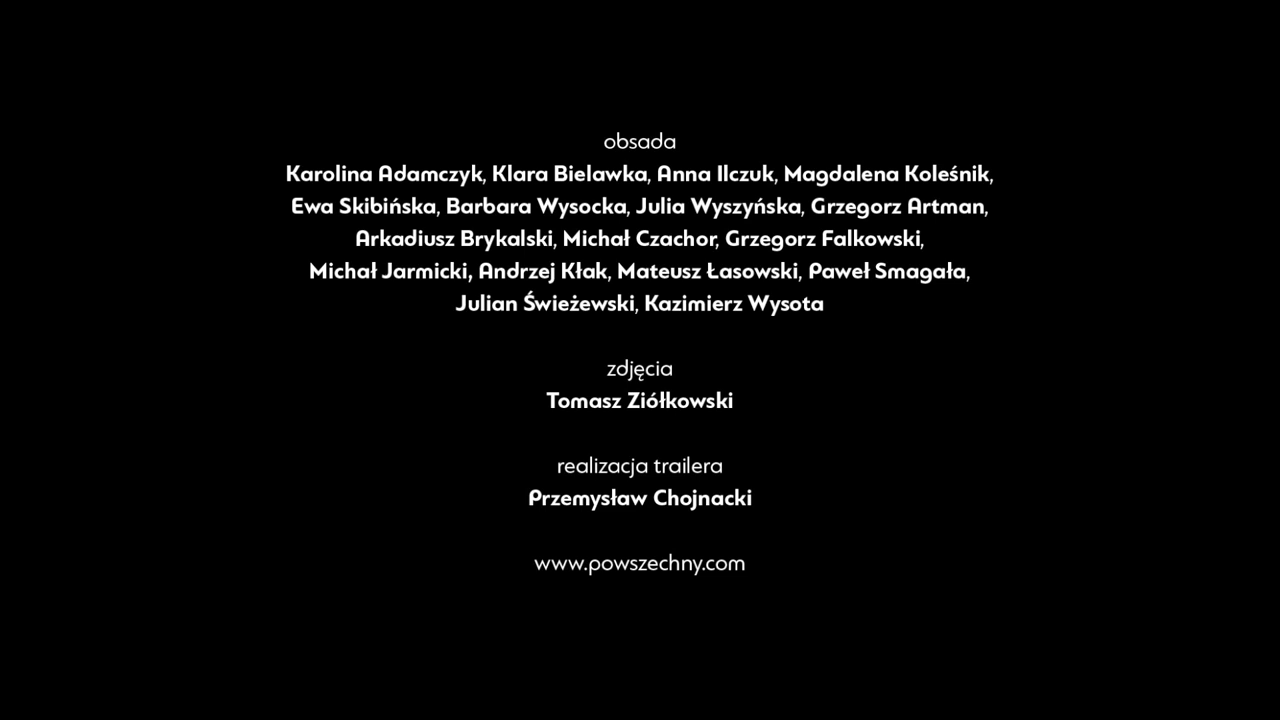 obsada
Karolina Adamczyk, Klara Bielawka, Anna Ilczuk, Magdalena Koleśnik,
Ewa Skibińska, Barbara Wysocka, Julia Wyszyńska, Grzegorz Artman,
Arkadiusz Brykalski, Michał Czachor, Grzegorz Falkowski,
Michał Jarmicki, Andrzej Kłak, Mateusz Łasowski, Paweł Smagała,
Julian Świeżewski, Kazimierz Wysota
zdjęcia
Tomasz Ziółkowski
realizacja trailera
Przemysław Chojnacki
www.powszechny.com